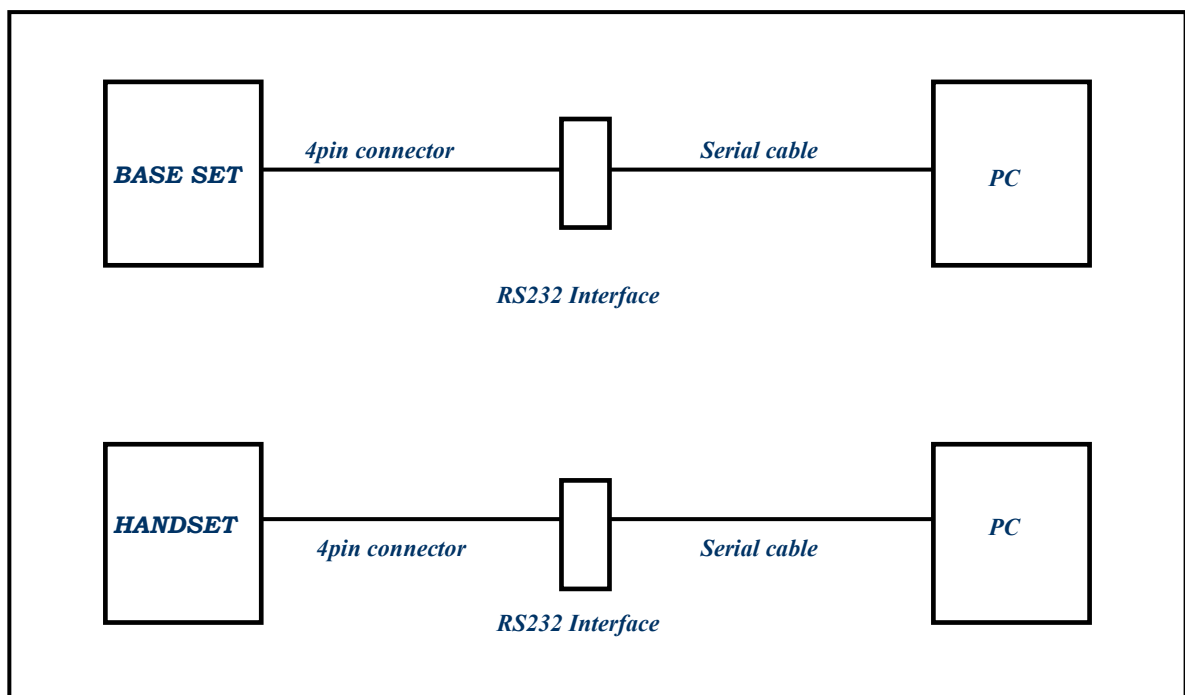 4pin connector
Serial cable
BASE SET
PC
RS232 Interface
HANDSET
PC
4pin connector
Serial cable
RS232 Interface